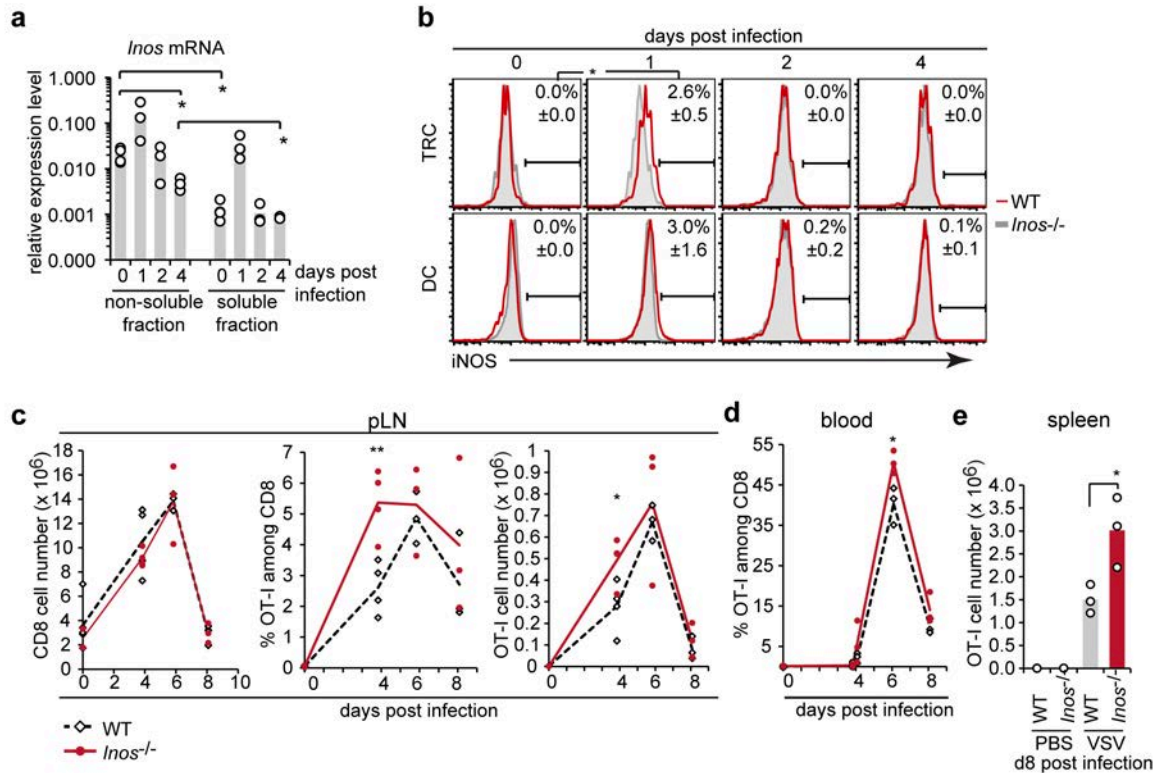 a
Inos mRNA
relative expression level
1.000
0.100
0.010
0.001
0.000
*
*
*
0 1 2 4 0 1 2 4 days post infection
non-soluble fraction
soluble fraction
b
days post infection
0 1 2 4
*
TRC
0.0% ±0.0
2.6% ±0.5
0.0% ±0.0
0.0% ±0.0
DC
0.0% ±0.0
3.0% ±1.6
0.2% ±0.2
0.1% ±0.1
WT
Inos-/-
iNOS
c
pLN
CD8 cell number (x 10⁶)
18
16
14
12
10
8
6
4
2
0
0 2 4 6 8 10
% OT-I among CD8
7
6
5
4
3
2
1
0
**
0 2 4 6 8
OT-I cell number (x 10⁶)
1
0.9
0.8
0.7
0.6
0.5
0.4
0.3
0.2
0.1
0
*
0 2 4 6 8
days post infection
WT
Inos⁻/⁻
d
blood
% OT-I among CD8
55
45
35
25
15
5
*
0 2 4 6 8
days post infection
e
spleen
OT-I cell number (x 10⁶)
4.0
3.5
3.0
2.5
2.0
1.5
1.0
0.5
0.0
*
WT
Inos⁻/⁻
WT
Inos⁻/⁻
PBS VSV
d8 post infection